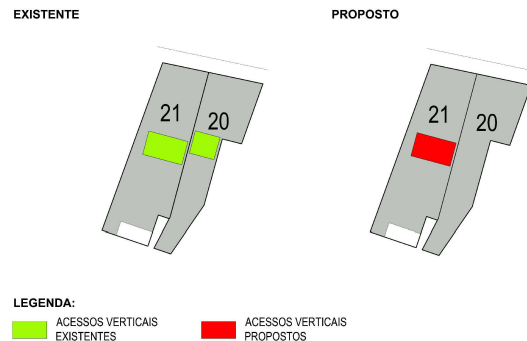 EXISTENTE
PROPOSTO
21
20
21
20
LEGENDA:
ACESSOS VERTICAIS
EXISTENTES
ACESSOS VERTICAIS
PROPOSTOS